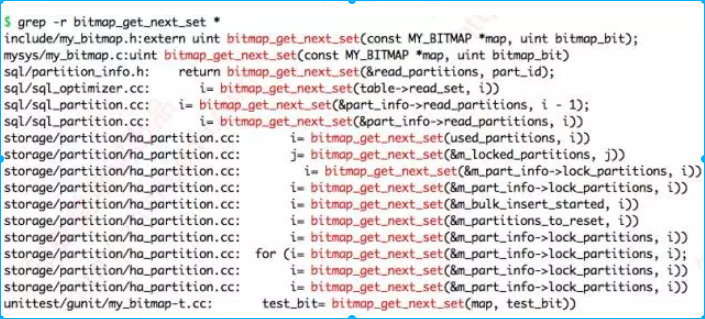 $ grep -r bitmap_get_next_set *
include/my_bitmap.h:extern uint bitmap_get_next_set(const MY_BITMAP *map, uint bitmap_bit);
mysys/my_bitmap.c:uint bitmap_get_next_set(const MY_BITMAP *map, uint bitmap_bit)
sql/partition_info.h:    return bitmap_get_next_set(&read_partitions, part_id);
sql/sql_optimizer.cc:       i= bitmap_get_next_set(table->read_set, i))
sql/sql_partition.cc:    i= bitmap_get_next_set(&part_info->read_partitions, i - 1);
sql/sql_partition.cc:       i= bitmap_get_next_set(&part_info->read_partitions, i))
storage/partition/ha_partition.cc:       i= bitmap_get_next_set(used_partitions, i))
storage/partition/ha_partition.cc:       j= bitmap_get_next_set(&m_locked_partitions, j))
storage/partition/ha_partition.cc:             i= bitmap_get_next_set(&m_part_info->lock_partitions, i))
storage/partition/ha_partition.cc:       i= bitmap_get_next_set(&m_part_info->lock_partitions, i))
storage/partition/ha_partition.cc:       i= bitmap_get_next_set(&m_bulk_insert_started, i))
storage/partition/ha_partition.cc:       i= bitmap_get_next_set(&m_partitions_to_reset, i))
storage/partition/ha_partition.cc:       i= bitmap_get_next_set(&m_part_info->lock_partitions, i))
storage/partition/ha_partition.cc:  for (i= bitmap_get_next_set(&m_part_info->lock_partitions, i);
storage/partition/ha_partition.cc:       i= bitmap_get_next_set(&m_part_info->lock_partitions, i))
storage/partition/ha_partition.cc:       i= bitmap_get_next_set(&m_part_info->lock_partitions, i))
unittest/gunit/my_bitmap-t.cc:       test_bit= bitmap_get_next_set(map, test_bit))